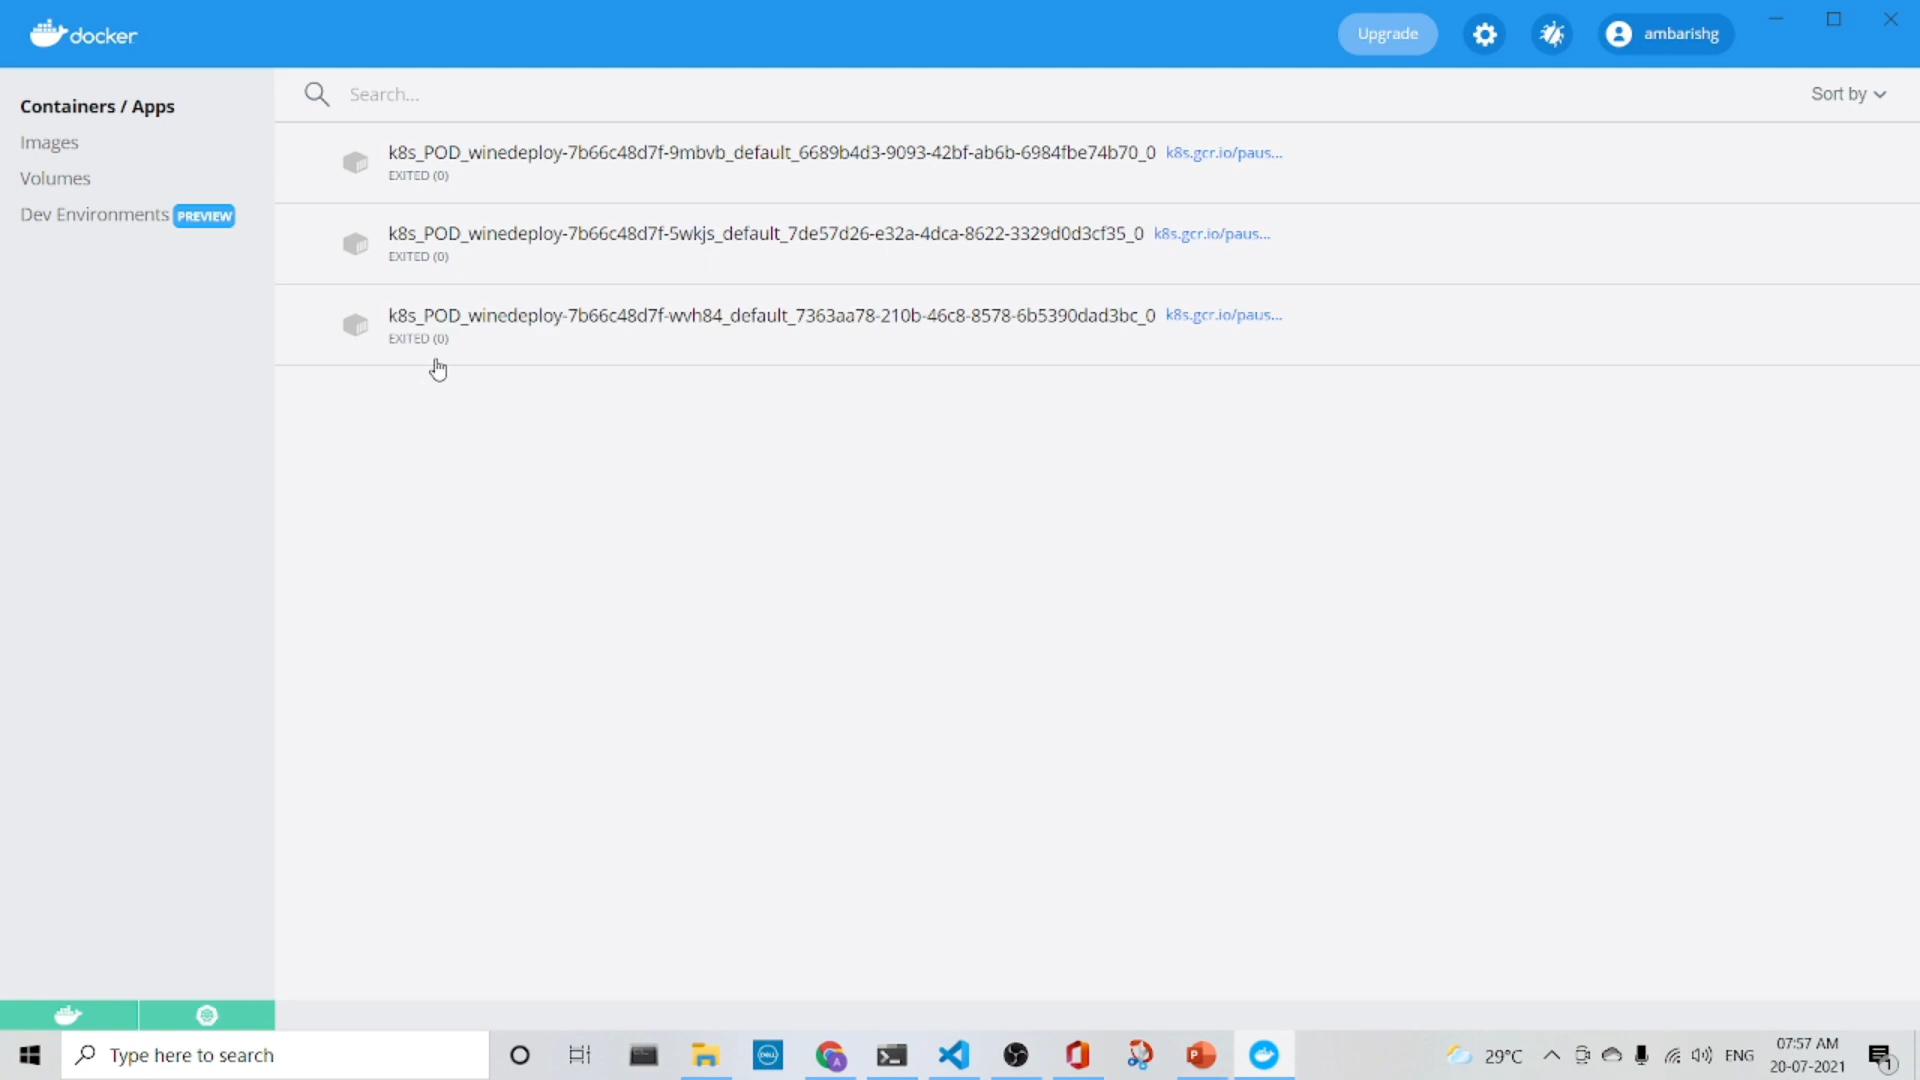 docker
Upgrade
ambarishg
Containers / Apps
Images
Volumes
Dev Environments PREVIEW
Search...
Sort by
k8s_POD_winedeploy-7b66c48d7f-9mbvb_default_6689b4d3-9093-42bf-ab6b-6984fbe74b70_0 k8s.gcr.io/paus...
EXITED (0)
k8s_POD_winedeploy-7b66c48d7f-5wkjs_default_7de57d26-e32a-4dca-8622-3329d0d3cf35_0 k8s.gcr.io/paus...
EXITED (0)
k8s_POD_winedeploy-7b66c48d7f-wvh84_default_7363aa78-210b-46c8-8578-6b5390dad3bc_0 k8s.gcr.io/paus...
EXITED (0)
Type here to search
DELL
A
P
29°C
ENG
07:57 AM
20-07-2021
1